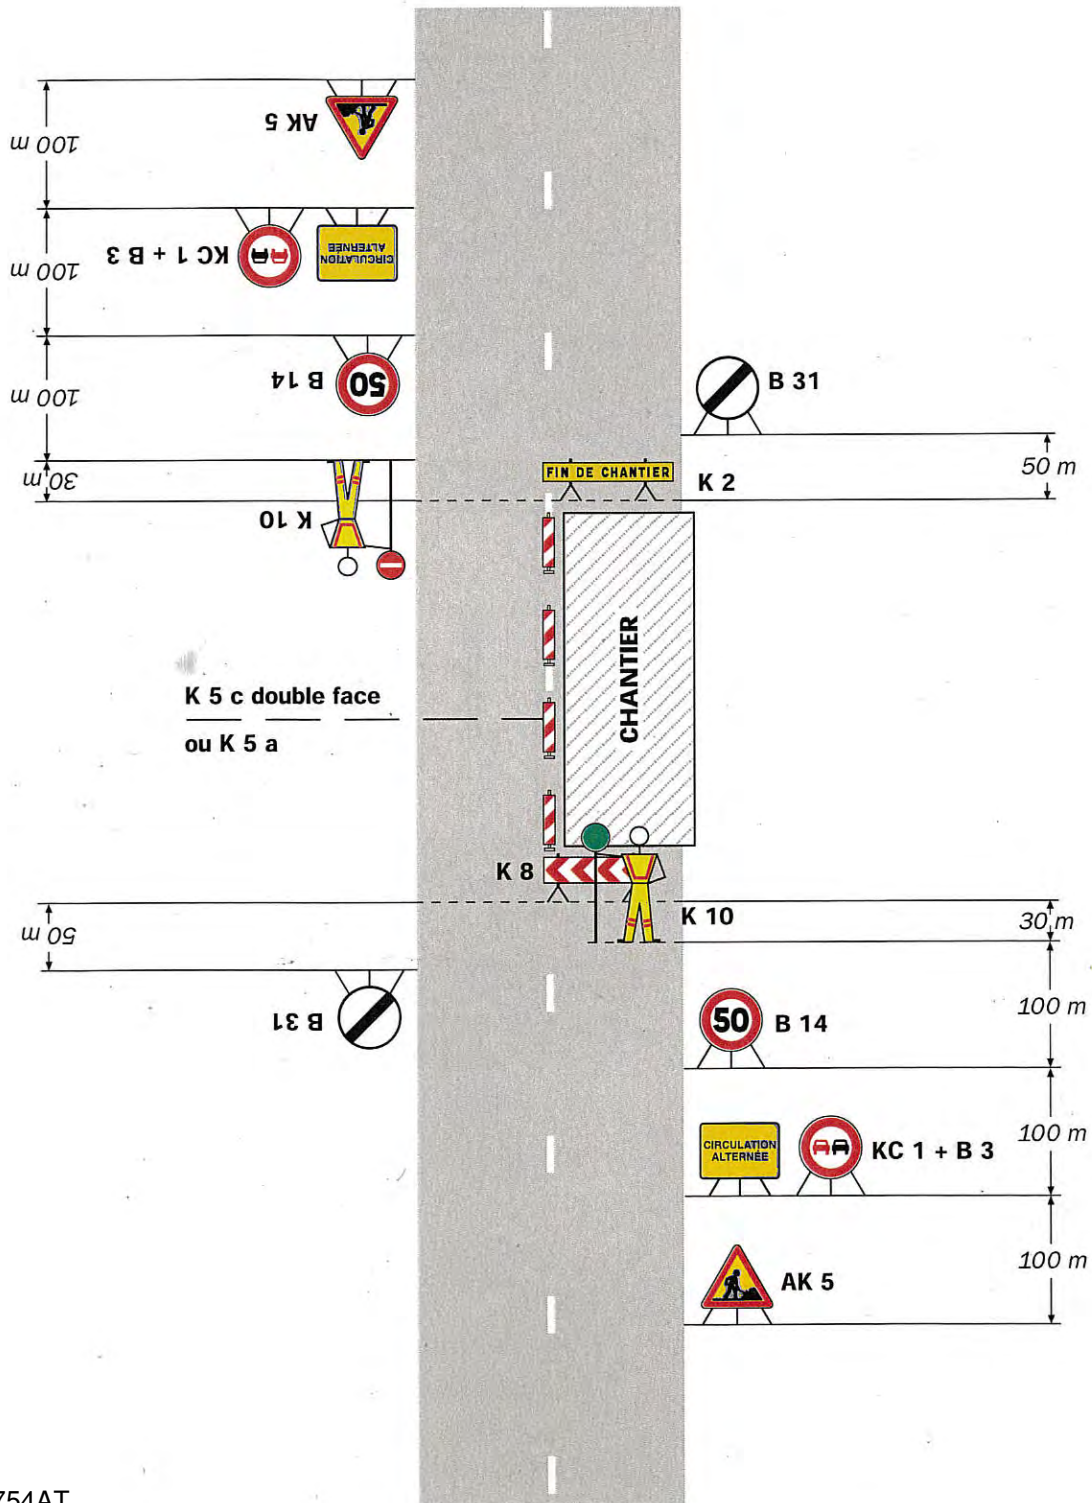 AK 5
100 m
KC 1 + B 3
CIRCULATION
ALTERNÉE
100 m
B 14
50
100 m
B 31
50 m
30 m
K 10
FIN DE CHANTIER
K 2
CHANTIER
K 5 c double face
ou K 5 a
K 8
K 10
30 m
50 m
B 31
50
B 14
100 m
CIRCULATION
ALTERNÉE
KC 1 + B 3
100 m
AK 5
100 m
754AT